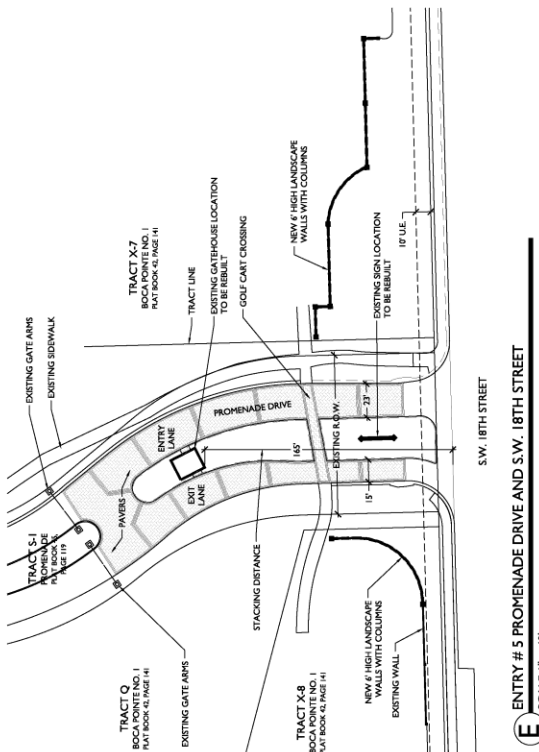 EXISTING GATE ARMS
EXISTING SIDEWALK
TRACT X-7
BOCA POINTE NO. 1
PLAT BOOK 42, PAGE 141
TRACT LINE
EXISTING GATEHOUSE LOCATION
TO BE REBUILT
GOLF CART CROSSING
NEW 6' HIGH LANDSCAPE
WALLS WITH COLUMNS
10' U.E.
EXISTING SIGN LOCATION
TO BE REBUILT
TRACT S-1
PROMENADE
PAGE 119
PAVERS
ENTRY
LANE
PROMENADE DRIVE
EXIT
LANE
165'
EXISTING R.O.W.
23'
15'
S.W. 18TH STREET
STACKING DISTANCE
TRACT Q
BOCA POINTE NO. 1
PLAT BOOK 42, PAGE 141
EXISTING GATE ARMS
TRACT X-8
BOCA POINTE NO. 1
PLAT BOOK 42, PAGE 141
NEW 6' HIGH LANDSCAPE
WALLS WITH COLUMNS
EXISTING WALL
E
ENTRY # 5 PROMENADE DRIVE AND S.W. 18TH STREET